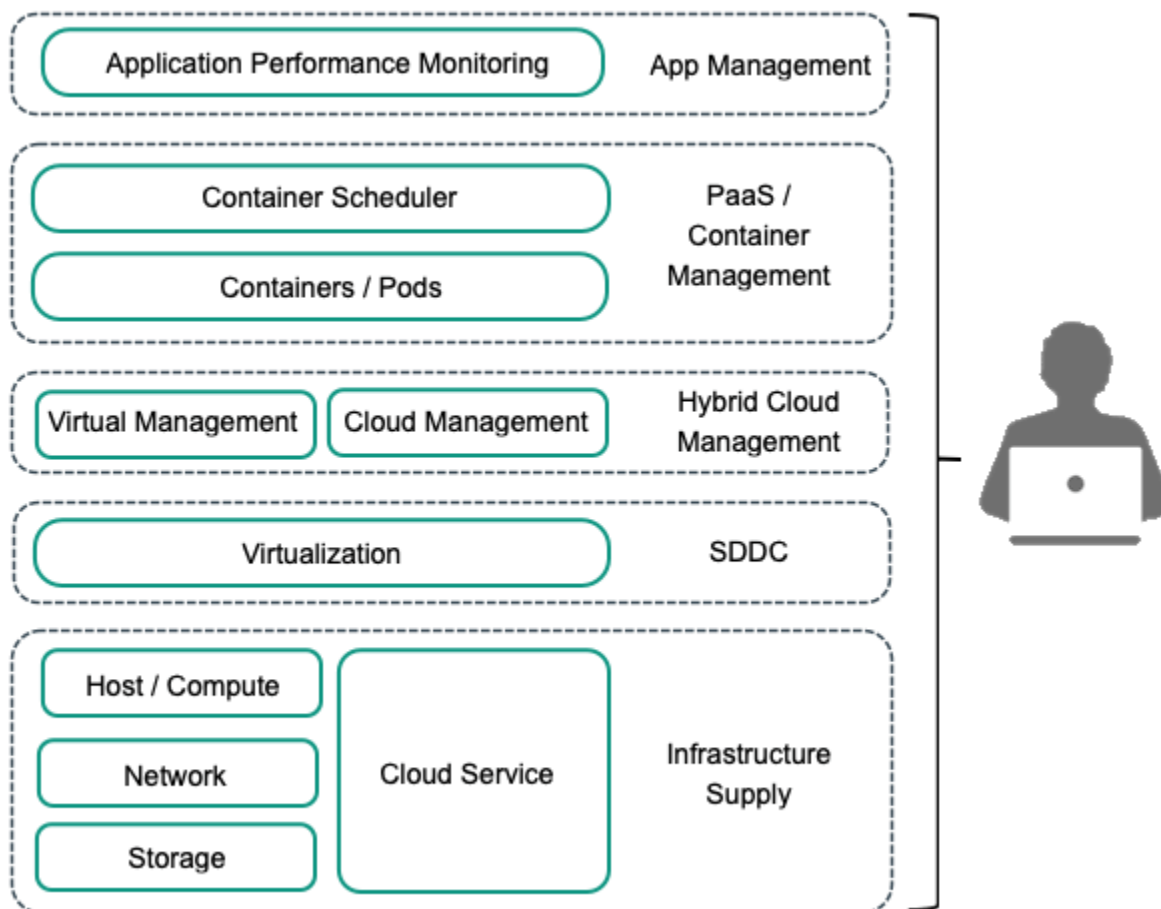 Application Performance Monitoring
App Management
Container Scheduler
Containers / Pods
PaaS /
Container
Management
Virtual Management
Cloud Management
Hybrid Cloud
Management
Virtualization
SDDC
Host / Compute
Network
Storage
Cloud Service
Infrastructure
Supply